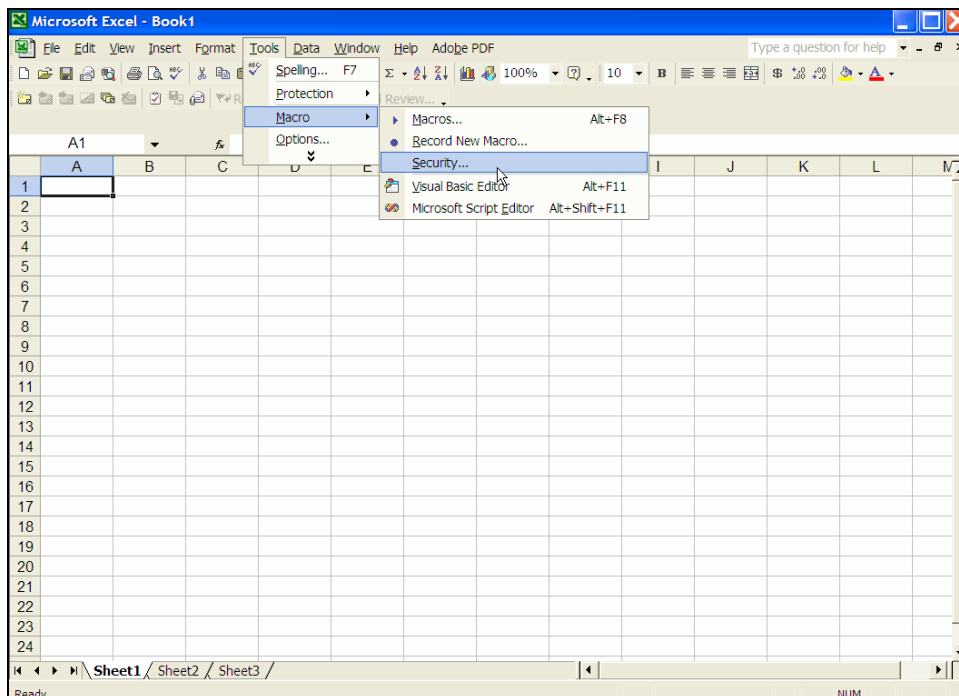 Microsoft Excel - Book1
File Edit View Insert Format Tools Data Window Help Adobe PDF Type a question for help
Spelling... F7 100% 10 B $
Protection Review...
Macro Macros... Alt+F8
A1 fx Options... Record New Macro...
Security...
A B C D E I J K L M
1 Visual Basic Editor Alt+F11
2 Microsoft Script Editor Alt+Shift+F11
3
4
5
6
7
8
9
10
11
12
13
14
15
16
17
18
19
20
21
22
23
24
Sheet1 Sheet2 Sheet3
Ready NUM